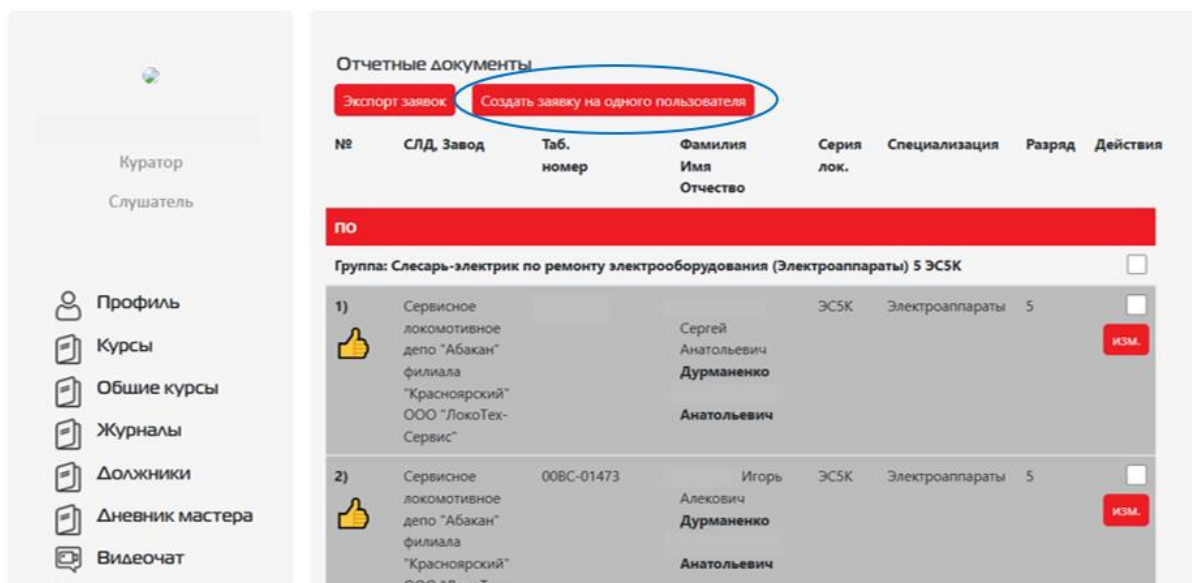 Куратор
Слушатель
Профиль
Курсы
Общие курсы
Журналы
Должники
Дневник мастера
Видеочат
Отчетные документы
Экспорт заявок Создать заявку на одного пользователя
№ СЛД, Завод Таб. номер Фамилия Имя Отчество Серия лок. Специализация Разряд Действия
ПО
Группа: Слесарь-электрик по ремонту электрооборудования (Электроаппараты) 5 ЭС5К
1) Сервисное ЭС5К Электроаппараты 5
локомотивное Сергей
депо "Абакан" Анатольевич изм.
филиала Дурманенко
"Красноярский"
ООО "ЛокоТех- Анатольевич
Сервис"
2) Сервисное 00ВС-01473 Игорь ЭС5К Электроаппараты 5
локомотивное Алекович
депо "Абакан" Дурманенко изм.
филиала
"Красноярский" Анатольевич